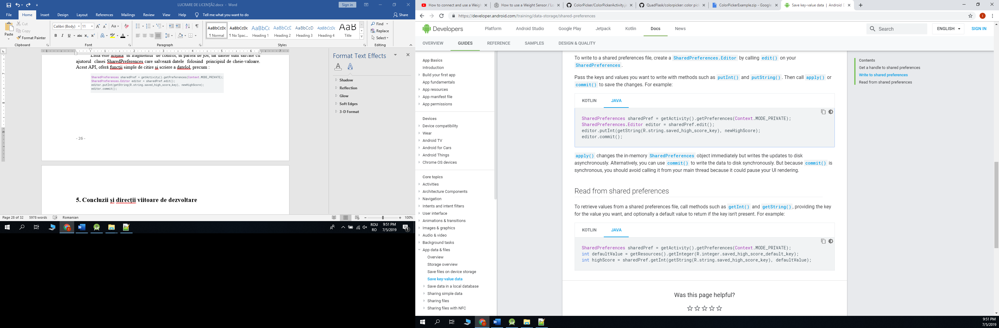 LUCRARE DE LICENŢĂ2.docx - Word
Sign in
File Home Insert Design Layout References Mailings Review View Help Tell me what you want to do Share
Paste
Cut
Copy
Format Painter
Clipboard
Calibri (Body) 11
Font
Paragraph
AaBbCcDc AaBbCcDc AaBbCc AaBbCcD AaBbCcD AaBbCcDc AaB
¶ Normal ¶ No Spac... Heading 1 Heading 2 Heading 3 Heading 4 Title
Styles
Find
Replace
Select
Editing
Lista este afișată in fragmentul de control, în partea de jos, iar datele sunt salvate cu
ajutorul clasei SharedPreferences care salvează datele folosind principiul de cheie-valoare.
Acest API, oferă funcții simple de citire și scriere a datelol, precum :
SharedPreferences sharedPref = getActivity().getPreferences(Context.MODE_PRIVATE);
SharedPreferences.Editor editor = sharedPref.edit();
editor.putInt(getString(R.string.saved_high_score_key), newHighScore);
editor.commit();
- 26 -
5. Concluzii și direcții viitoare de dezvoltare
Format Text Effects
Shadow
Reflection
Glow
Soft Edges
3-D Format
Page 28 of 32 5978 words Romanian 100%
ROU
RO
9:51 PM
7/5/2019
How to connect and use a Weigh
How to use a Weight Sensor / Lo
ColorPicker/ColorPickerActivity.ja
QuadFlask/colorpicker: color pick
ColorPickerExample.zip - Google
Save key-value data | Android D
https://developer.android.com/training/data-storage/shared-preferences
Developers Platform Android Studio Google Play Jetpack Kotlin Docs News Search ENGLISH SIGN IN
OVERVIEW GUIDES REFERENCE SAMPLES DESIGN & QUALITY
App Basics
Introduction
Build your first app
App fundamentals
App resources
App manifest file
App permissions
Devices
Device compatibility
Wear
Android TV
Android for Cars
Android Things
Chrome OS devices
Core topics
Activities
Architecture Components
Navigation
Intents and intent filters
User interface
Animations & transitions
Images & graphics
Audio & video
Background tasks
App data & files
Overview
Storage overview
Save files on device storage
Save key-value data
Save data in a local database
Sharing simple data
Sharing files
Sharing files with NFC
To write to a shared preferences file, create a SharedPreferences.Editor by calling edit() on your
SharedPreferences.
Pass the keys and values you want to write with methods such as putInt() and putString(). Then call apply() or
commit() to save the changes. For example:
KOTLIN JAVA
SharedPreferences sharedPref = getActivity().getPreferences(Context.MODE_PRIVATE);
SharedPreferences.Editor editor = sharedPref.edit();
editor.putInt(getString(R.string.saved_high_score_key), newHighScore);
editor.commit();
apply() changes the in-memory SharedPreferences object immediately but writes the updates to disk
asynchronously. Alternatively, you can use commit() to write the data to disk synchronously. But because commit() is
synchronous, you should avoid calling it from your main thread because it could pause your UI rendering.
Read from shared preferences
To retrieve values from a shared preferences file, call methods such as getInt() and getString(), providing the key
for the value you want, and optionally a default value to return if the key isn't present. For example:
KOTLIN JAVA
SharedPreferences sharedPref = getActivity().getPreferences(Context.MODE_PRIVATE);
int defaultValue = getResources().getInteger(R.integer.saved_high_score_default_key);
int highScore = sharedPref.getInt(getString(R.string.saved_high_score_key), defaultValue);
Was this page helpful?
Contents
Get a handle to shared preferences
Write to shared preferences
Read from shared preferences
9:51 PM
7/5/2019